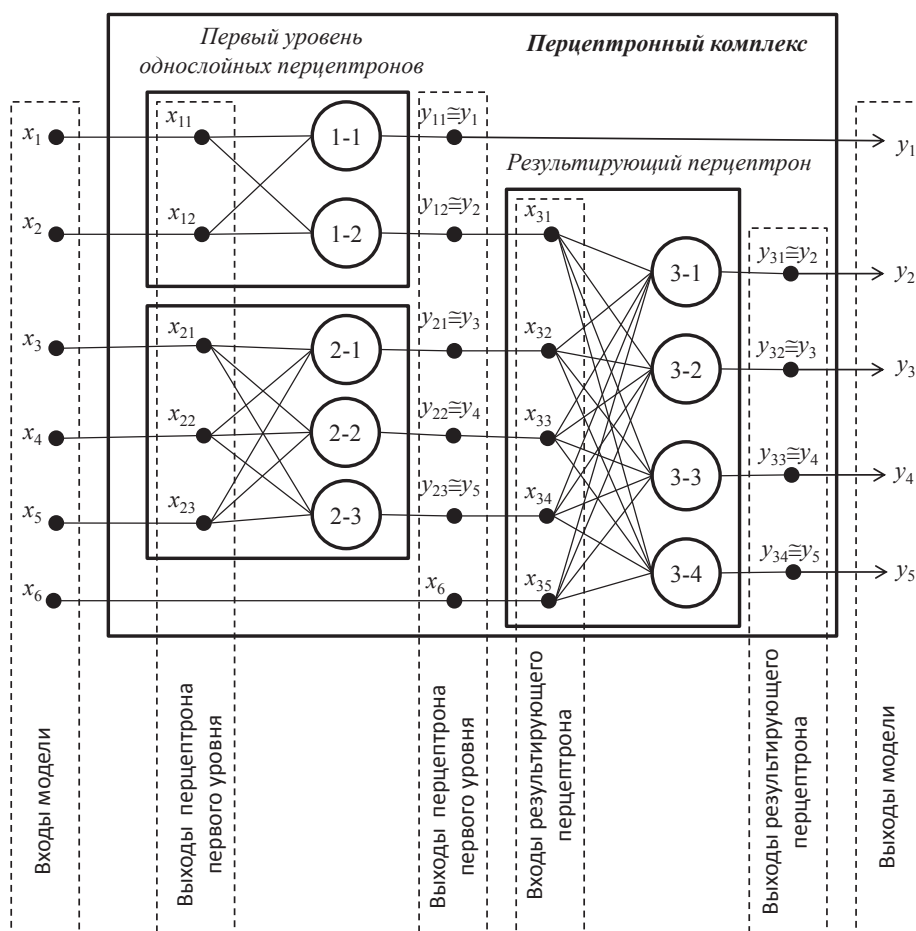 Первый уровень
однослойных перцептронов
Перцептронный комплекс
x₁
x₁₁
1-1
y₁₁≅y₁
y₁
Результирующий перцептрон
x₂
x₁₂
1-2
y₁₂≅y₂
x₃₁
3-1
y₃₁≅y₂
y₂
x₃
x₂₁
2-1
y₂₁≅y₃
x₃₂
3-2
y₃₂≅y₃
y₃
x₄
x₂₂
2-2
y₂₂≅y₄
x₃₃
3-3
y₃₃≅y₄
y₄
x₅
x₂₃
2-3
y₂₃≅y₅
x₃₄
3-4
y₃₄≅y₅
y₅
x₆
x₆
x₃₅
Входы модели
Выходы перцептрона
первого уровня
Выходы перцептрона
первого уровня
Входы результирующего
перцептрона
Выходы результирующего
перцептрона
Выходы модели